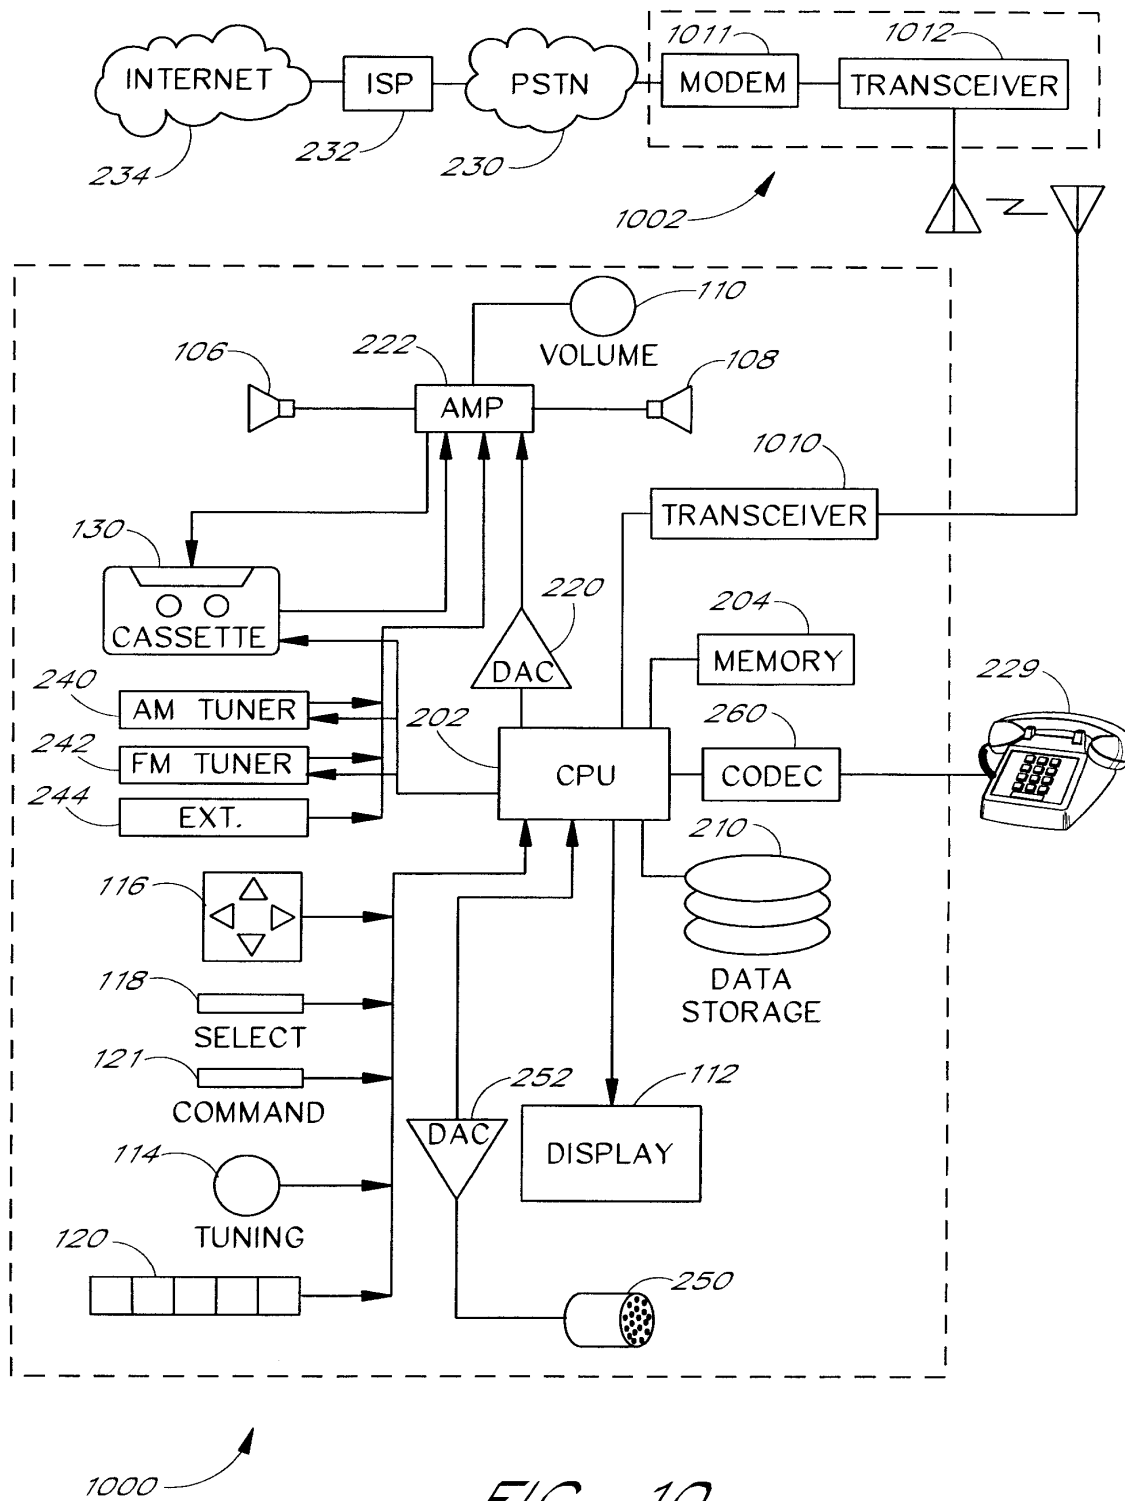 1011
1012
INTERNET
ISP
PSTN
MODEM
TRANSCEIVER
234
232
230
1002
110
VOLUME
106
222
108
AMP
1010
TRANSCEIVER
130
CASSETTE
220
DAC
204
MEMORY
229
240
AM TUNER
202
260
242
FM TUNER
CPU
CODEC
244
EXT.
210
116
DATA
STORAGE
118
SELECT
121
COMMAND
252
DAC
112
DISPLAY
114
TUNING
120
250
1000
FIG. 10